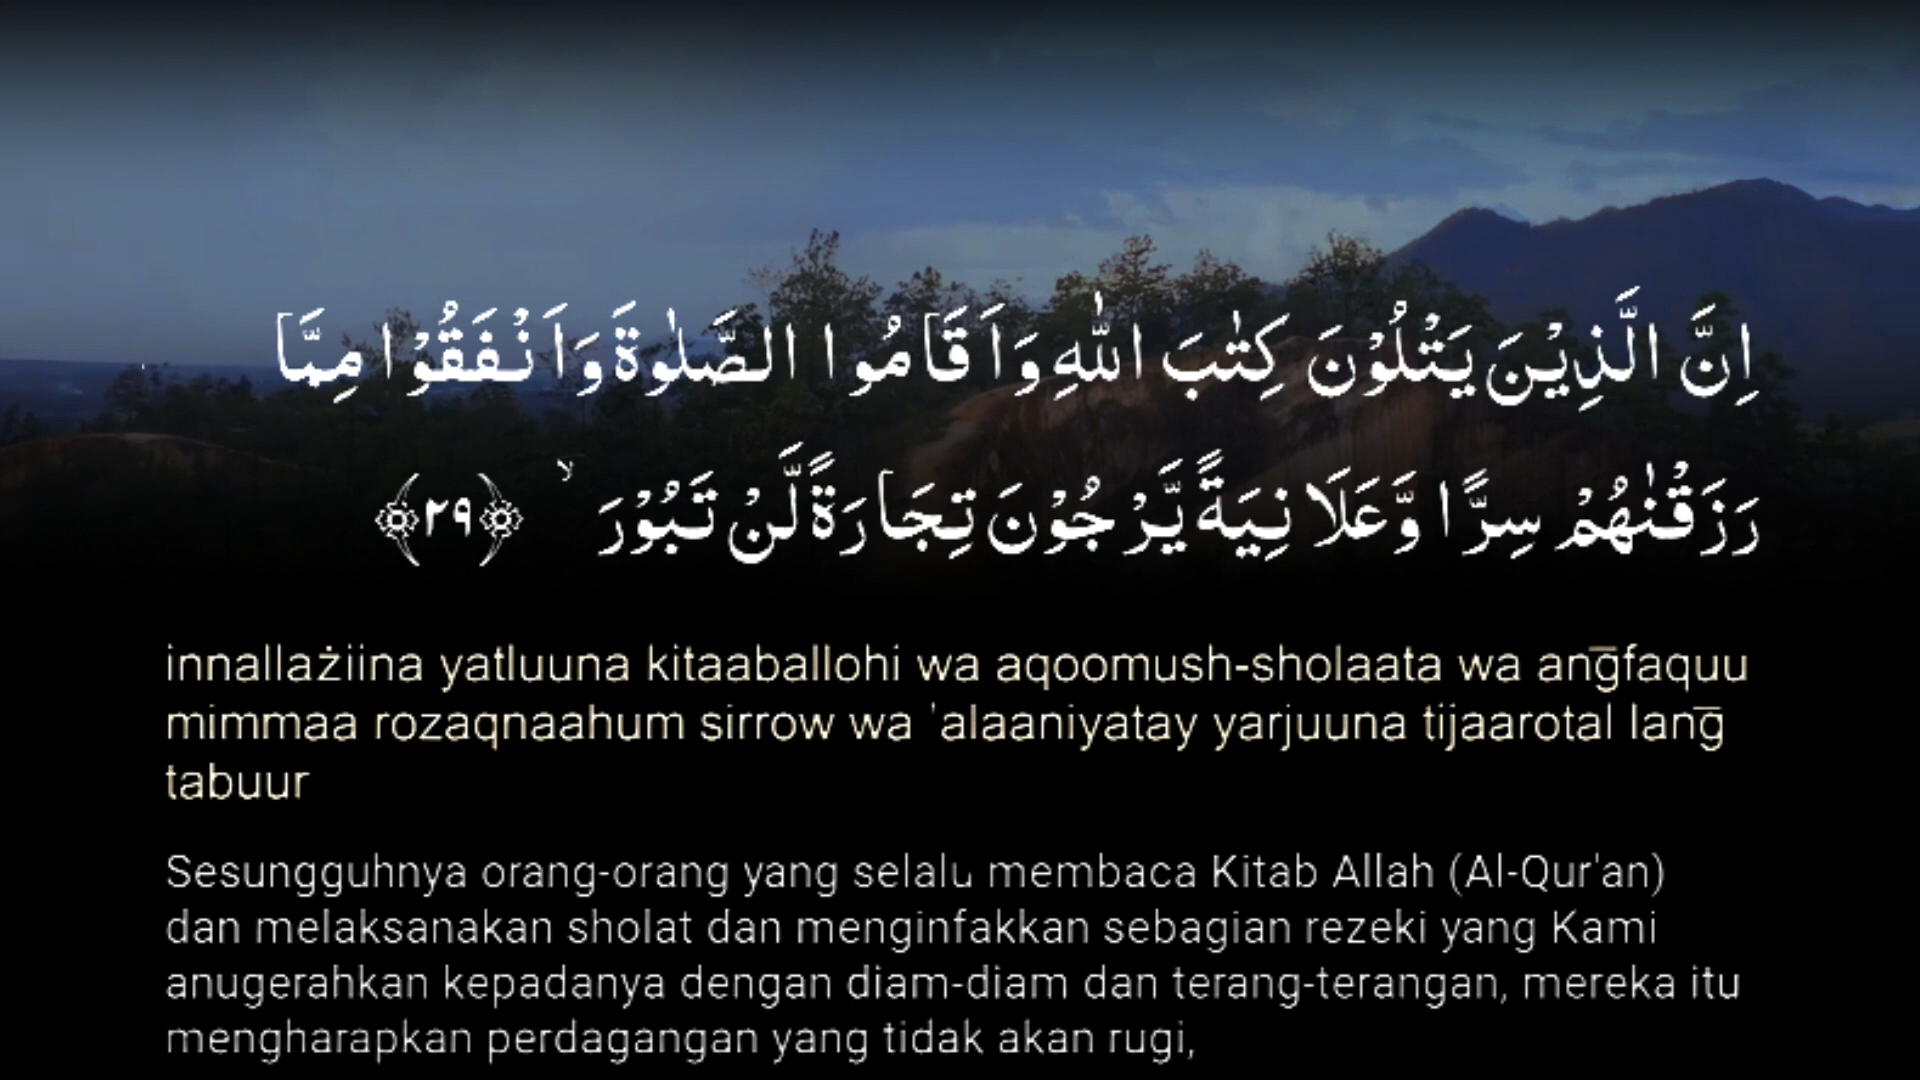 اِنَّ الَّذِيْنَ يَتْلُوْنَ كِتٰبَ اللّٰهِ وَاَقَامُوا الصَّلٰوةَ وَاَنْفَقُوْا مِمَّا
رَزَقْنٰهُمْ سِرًّا وَّعَلَانِيَةً يَّرْجُوْنَ تِجَارَةً لَّنْ تَبُوْرَ ۙ ﴿٢٩﴾
innallażiina yatluuna kitaaballohi wa aqoomush-sholaata wa anḡfaquu
mimmaa rozaqnaahum sirrow wa 'alaaniyatay yarjuuna tijaarotal lanḡ
tabuur
Sesungguhnya orang-orang yang selalu membaca Kitab Allah (Al-Qur'an)
dan melaksanakan sholat dan menginfakkan sebagian rezeki yang Kami
anugerahkan kepadanya dengan diam-diam dan terang-terangan, mereka itu
mengharapkan perdagangan yang tidak akan rugi,